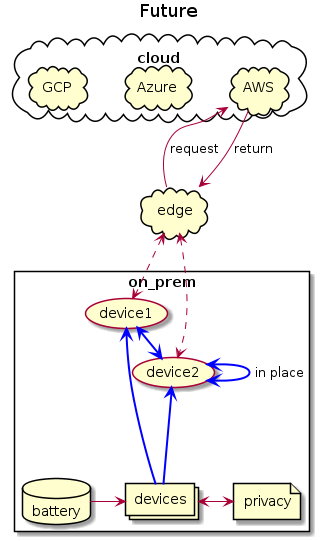 Future
cloud
GCP
Azure
AWS
request
return
edge
on_prem
device1
device2
in place
battery
devices
privacy